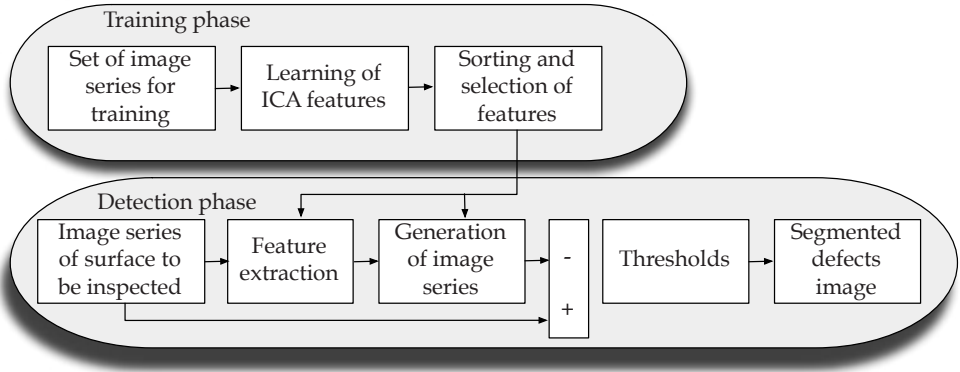 Training phase
Set of image
series for
training
Learning of
ICA features
Sorting and
selection of
features
Detection phase
Image series
of surface to
be inspected
Feature
extraction
Generation
of image
series
-
+
Thresholds
Segmented
defects
image